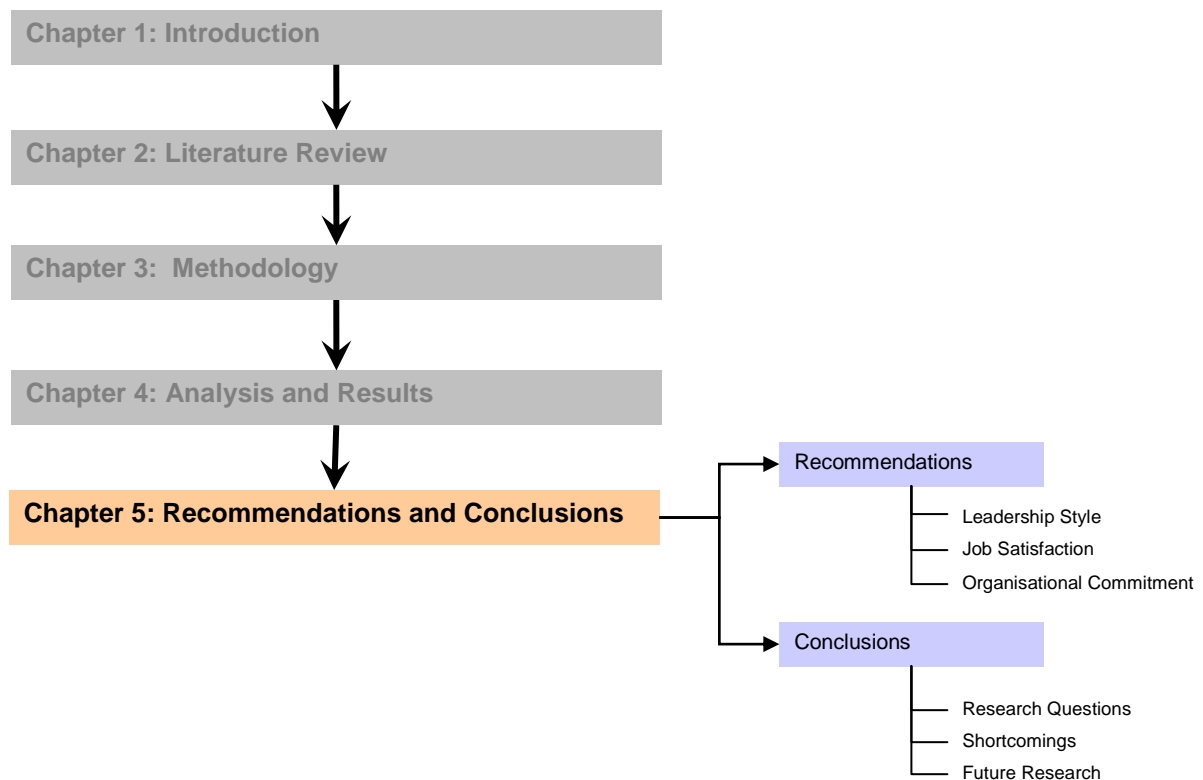 Chapter 1: Introduction
Chapter 2: Literature Review
Chapter 3:  Methodology
Chapter 4: Analysis and Results
Chapter 5: Recommendations and Conclusions
Recommendations
Leadership Style
Job Satisfaction
Organisational Commitment
Conclusions
Research Questions
Shortcomings
Future Research